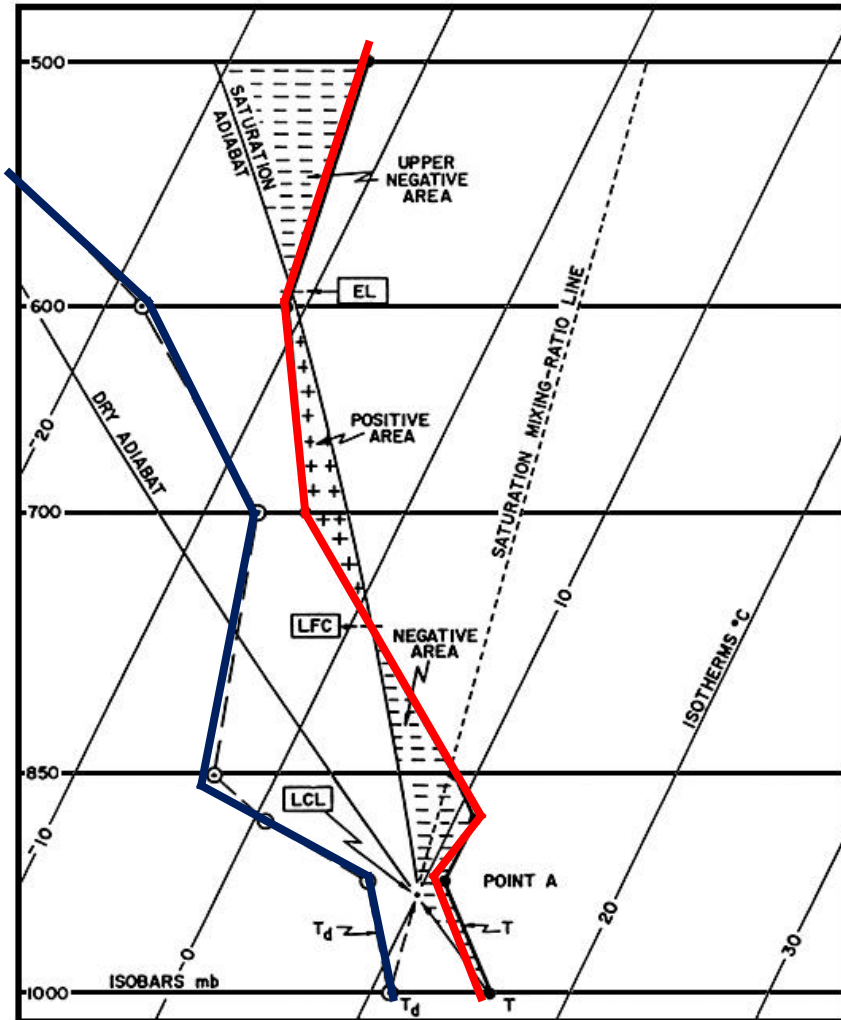 500
SATURATION
ADIABAT
UPPER
NEGATIVE
AREA
EL
600
-20
DRY ADIABAT
POSITIVE
AREA
SATURATION MIXING-RATIO LINE
700
10
LFC
NEGATIVE
AREA
ISOTHERMS °C
850
LCL
-10
POINT A
20
Td
T
0
30
ISOBARS mb
1000
Td
T